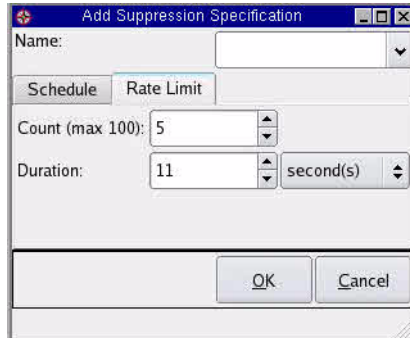 Add Suppression Specification
Name:
Schedule Rate Limit
Count (max 100): 5
Duration: 11 second(s)
OK Cancel